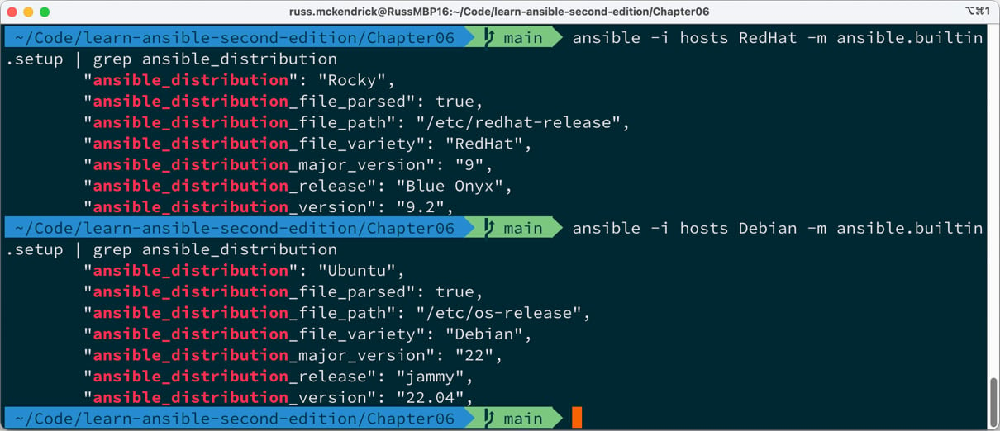 russ.mckendrick@RussMBP16:~/Code/learn-ansible-second-edition/Chapter06 ⌥⌘1
~/Code/learn-ansible-second-edition/Chapter06 main ansible -i hosts RedHat -m ansible.builtin
.setup | grep ansible_distribution
"ansible_distribution": "Rocky",
"ansible_distribution_file_parsed": true,
"ansible_distribution_file_path": "/etc/redhat-release",
"ansible_distribution_file_variety": "RedHat",
"ansible_distribution_major_version": "9",
"ansible_distribution_release": "Blue Onyx",
"ansible_distribution_version": "9.2",
~/Code/learn-ansible-second-edition/Chapter06 main ansible -i hosts Debian -m ansible.builtin
.setup | grep ansible_distribution
"ansible_distribution": "Ubuntu",
"ansible_distribution_file_parsed": true,
"ansible_distribution_file_path": "/etc/os-release",
"ansible_distribution_file_variety": "Debian",
"ansible_distribution_major_version": "22",
"ansible_distribution_release": "jammy",
"ansible_distribution_version": "22.04",
~/Code/learn-ansible-second-edition/Chapter06 main